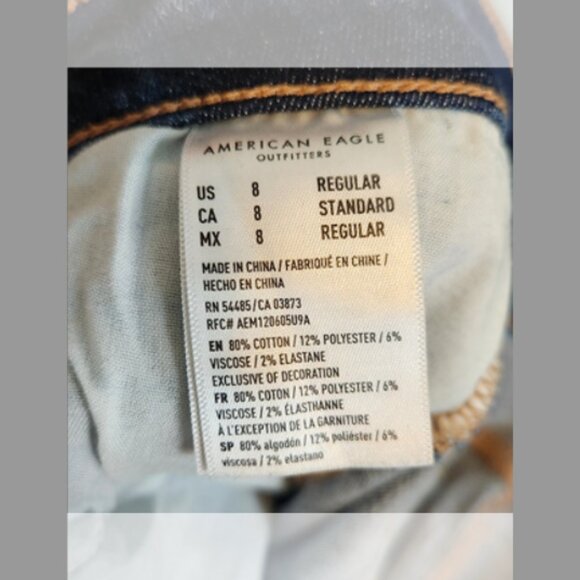 AMERICAN EAGLE
OUTFITTERS
US 8 REGULAR
CA 8 STANDARD
MX 8 REGULAR
MADE IN CHINA / FABRIQUÉ EN CHINE /
HECHO EN CHINA
RN 54485/CA 03873
RFC# AEM120605U9A
EN 80% COTTON / 12% POLYESTER / 6%
VISCOSE / 2% ELASTANE
EXCLUSIVE OF DECORATION
FR 80% COTON / 12% POLYESTER / 6%
VISCOSE / 2% ÉLASTHANNE
À L'EXCEPTION DE LA GARNITURE
SP 80% algodón / 12% poliéster / 6%
viscosa / 2% elastano